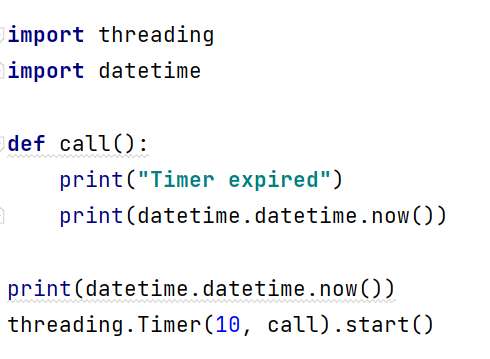 import threading
import datetime
def call():
    print("Timer expired")
    print(datetime.datetime.now())
print(datetime.datetime.now())
threading.Timer(10, call).start()